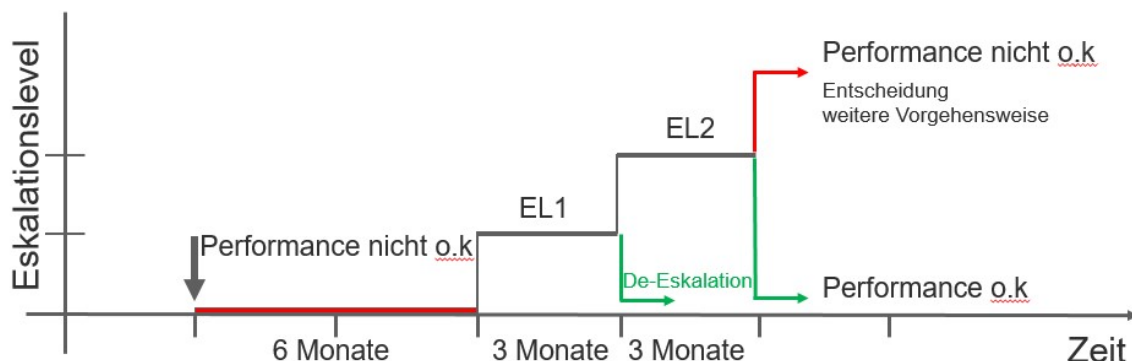 Eskalationslevel
Performance nicht o.k
Entscheidung
weitere Vorgehensweise
EL2
EL1
Performance nicht o.k
De-Eskalation
Performance o.k
6 Monate
3 Monate
3 Monate
Zeit